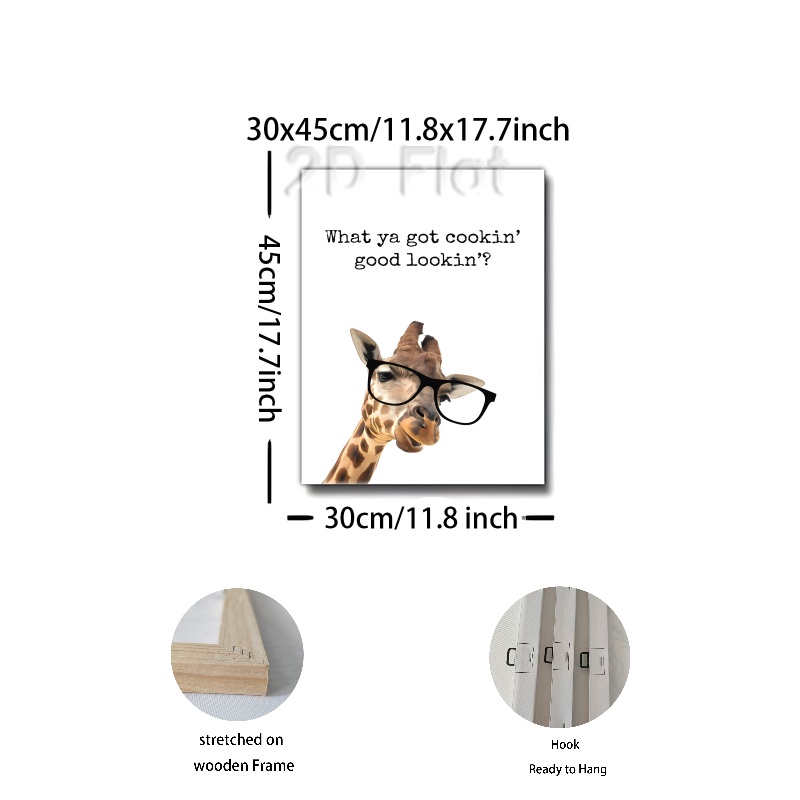 30x45cm/11.8x17.7inch
2D Flat
What ya got cookin’
good lookin’?
45cm/17.7inch
30cm/11.8 inch
stretched on
wooden Frame
Hook
Ready to Hang